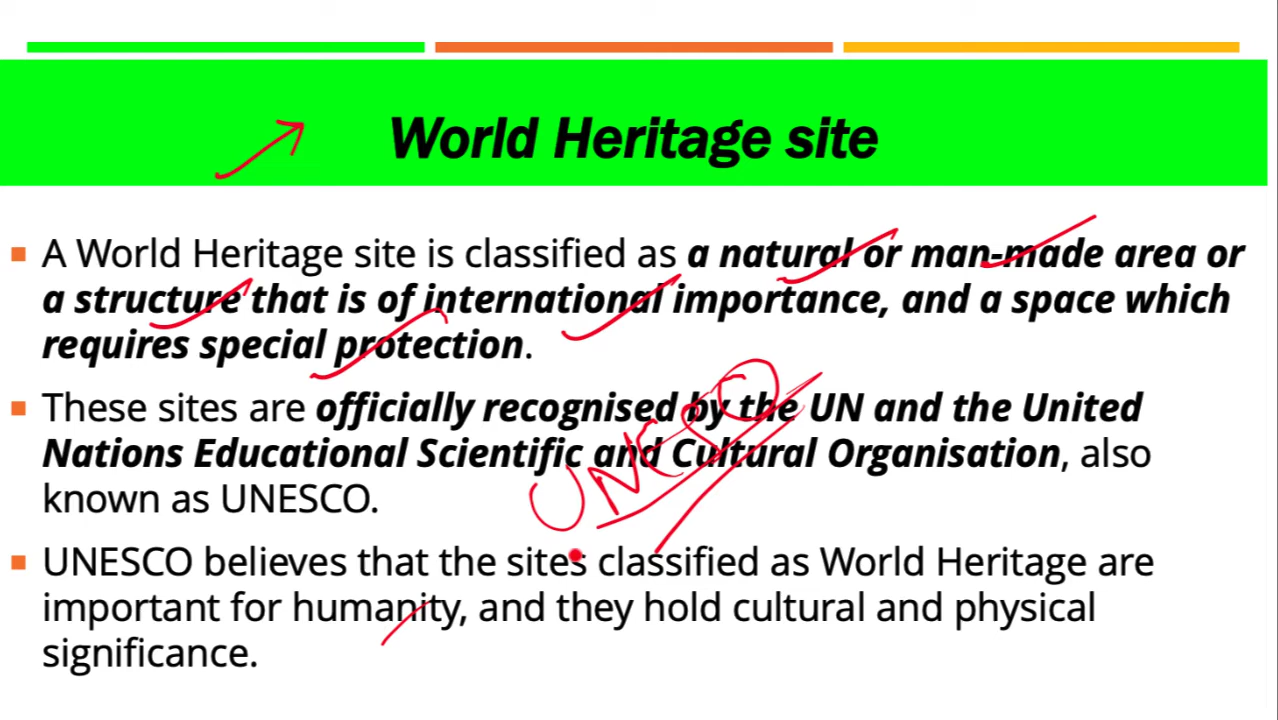 World Heritage site
A World Heritage site is classified as a natural or man-made area or
a structure that is of international importance, and a space which
requires special protection.
These sites are officially recognised by the UN and the United
Nations Educational Scientific and Cultural Organisation, also
known as UNESCO.
UNESCO
UNESCO believes that the sites classified as World Heritage are
important for humanity, and they hold cultural and physical
significance.